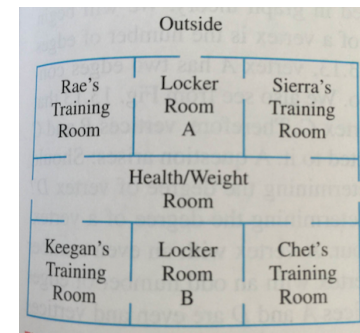 Outside
Rae's Locker Sierra's
Training Room Training
Room A Room
Health/Weight
Room
Keegan's Locker Chet's
Training Room Training
Room B Room